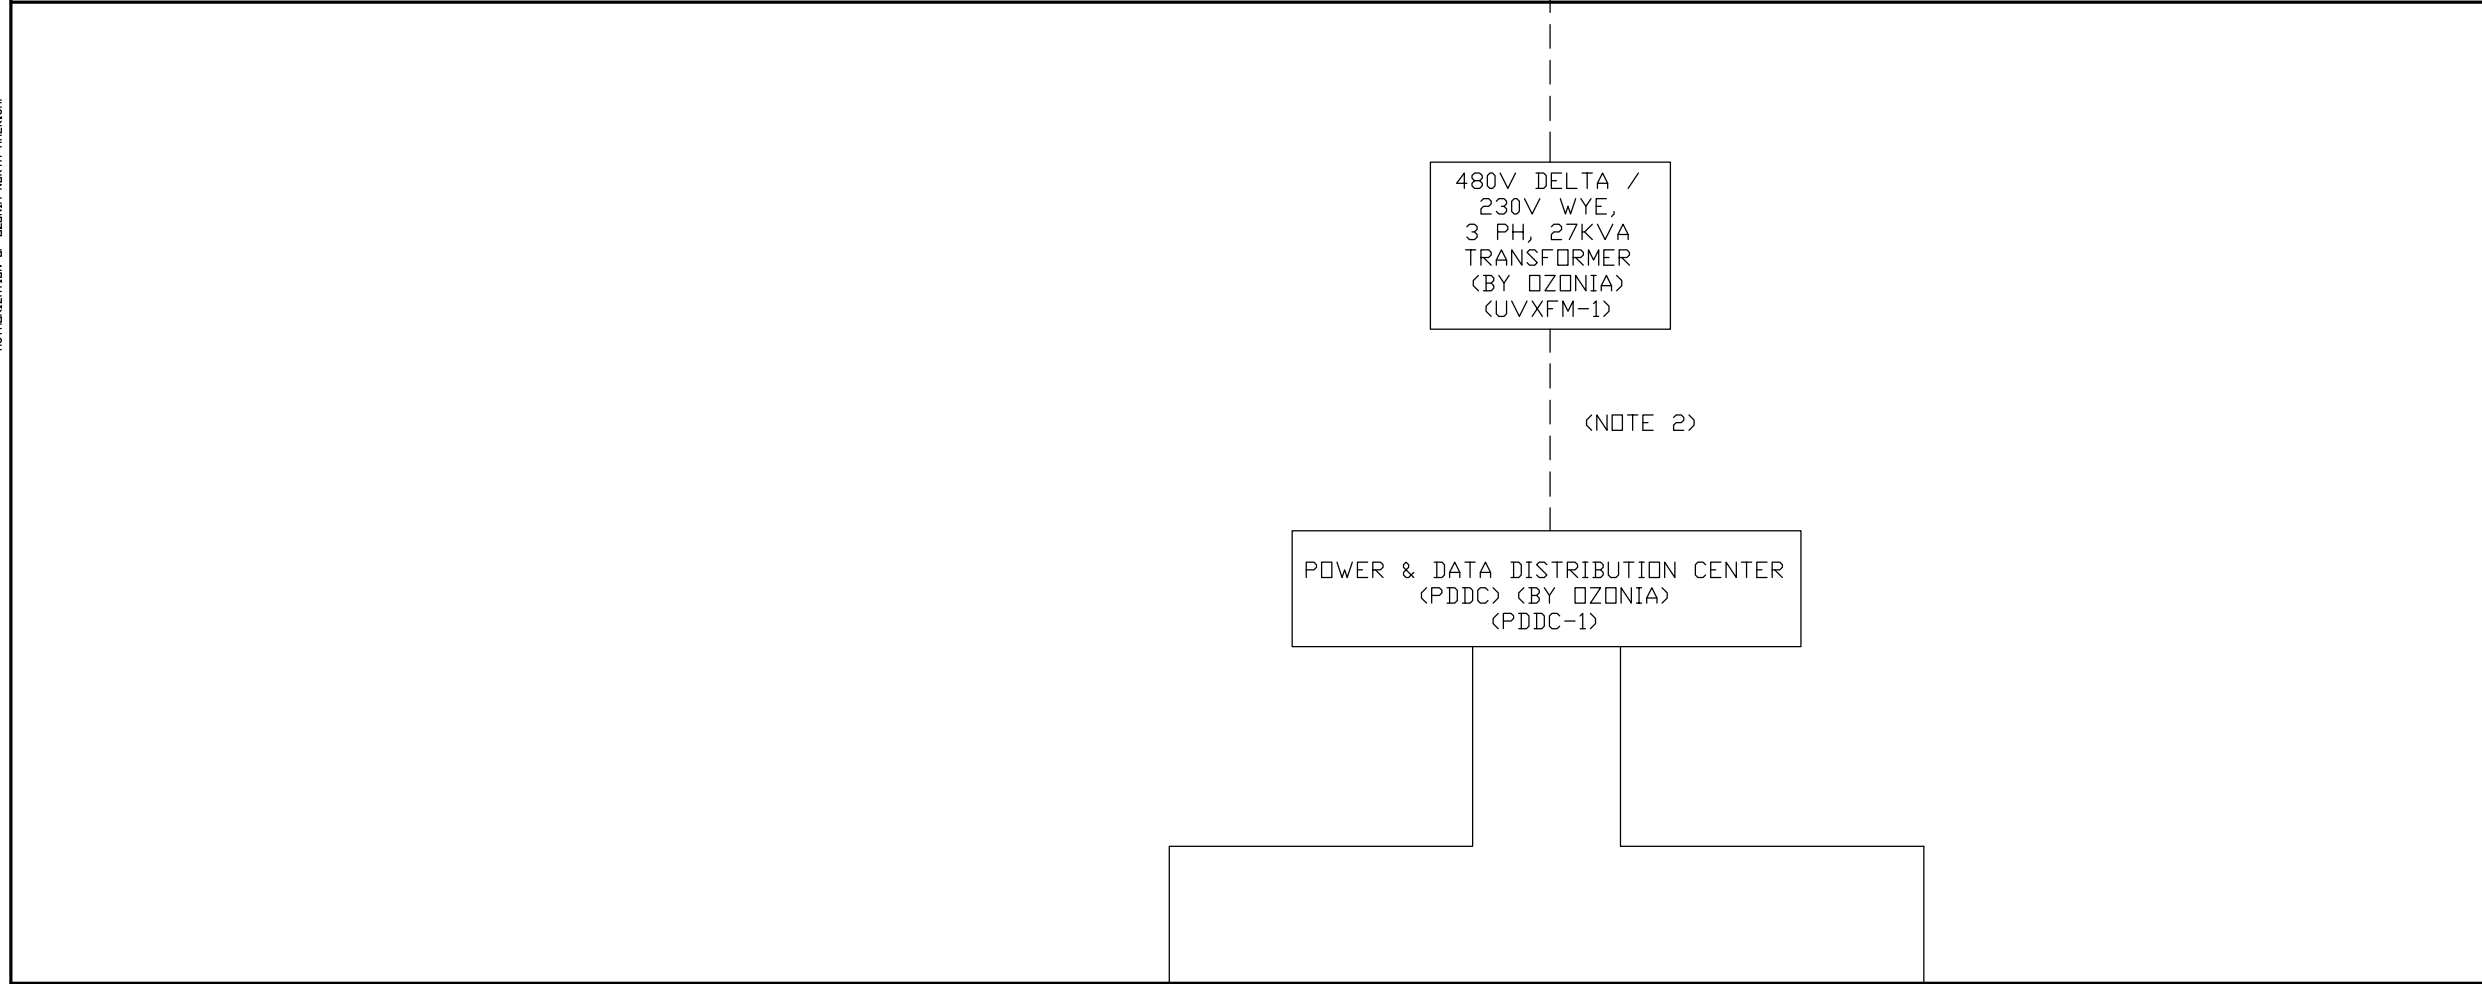 480V DELTA /
230V WYE,
3 PH, 27KVA
TRANSFORMER
(BY OZONIA)
(UVXFM-1)
(NOTE 2)
POWER & DATA DISTRIBUTION CENTER
(PDDC) (BY OZONIA)
(PDDC-1)